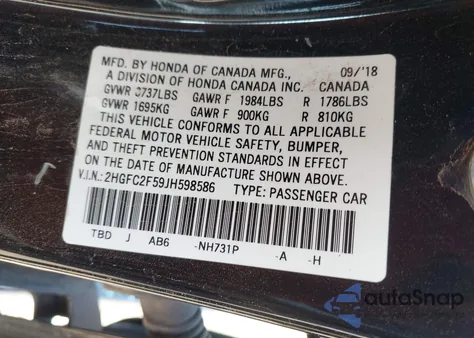 MFD. BY HONDA OF CANADA MFG., 09/'18
A DIVISION OF HONDA CANADA INC. CANADA
GVWR 3737LBS GAWR F 1984LBS R 1786LBS
GVWR 1695KG GAWR F 900KG R 810KG
THIS VEHICLE CONFORMS TO ALL APPLICABLE
FEDERAL MOTOR VEHICLE SAFETY, BUMPER,
AND THEFT PREVENTION STANDARDS IN EFFECT
ON THE DATE OF MANUFACTURE SHOWN ABOVE.
V.I.N.: 2HGFC2F59JH598586 TYPE: PASSENGER CAR
TBD J AB6 -NH731P -A -H
autoSnap